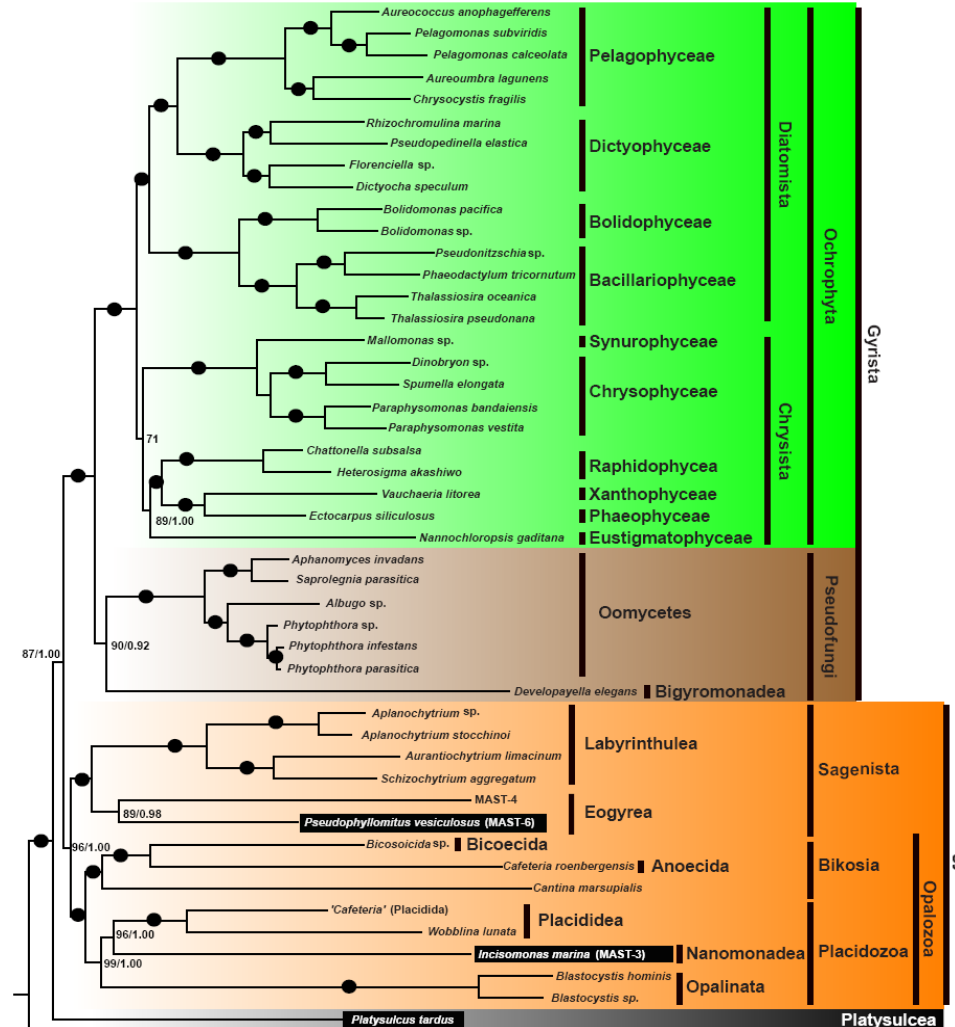 Aureococcus anophagefferens
Pelagomonas subviridis
Pelagomonas calceolata
Aureoumbra lagunens
Chrysocystis fragilis
Pelagophyceae
Rhizochromulina marina
Pseudopedinella elastica
Florenciella sp.
Dictyocha speculum
Dictyophyceae
Bolidomonas pacifica
Bolidomonas sp.
Bolidophyceae
Pseudonitzschia sp.
Phaeodactylum tricornutum
Thalassiosira oceanica
Thalassiosira pseudonana
Bacillariophyceae
Diatomista
Mallomonas sp.
Synurophyceae
Dinobryon sp.
Spumella elongata
Paraphysomonas bandaiensis
Paraphysomonas vestita
Chrysophyceae
71
Chattonella subsalsa
Heterosigma akashiwo
Raphidophycea
Vauchaeria litorea
Xanthophyceae
Ectocarpus siliculosus
Phaeophyceae
89/1.00
Nannochloropsis gaditana
Eustigmatophyceae
Chrysista
Ochrophyta
Aphanomyces invadans
Saprolegnia parasitica
Albugo sp.
Phytophthora sp.
Phytophthora infestans
Phytophthora parasitica
Oomycetes
90/0.92
Developayella elegans
Bigyromonadea
Pseudofungi
Gyrista
87/1.00
Aplanochytrium sp.
Aplanochytrium stocchinoi
Aurantiochytrium limacinum
Schizochytrium aggregatum
Labyrinthulea
MAST-4
89/0.98
Pseudophyllomitus vesiculosus (MAST-6)
Eogyrea
Sagenista
96/1.00
Bicosoicida sp.
Bicoecida
Cafeteria roenbergensis
Anoecida
Cantina marsupialis
Bikosia
"Cafeteria" (Placidida)
Wobblina lunata
Placididea
96/1.00
Incisomonas marina (MAST-3)
Nanomonadea
99/1.00
Blastocystis hominis
Blastocystis sp.
Opalinata
Placidozoa
Opalozoa
Platysulcus tardus
Platysulcea